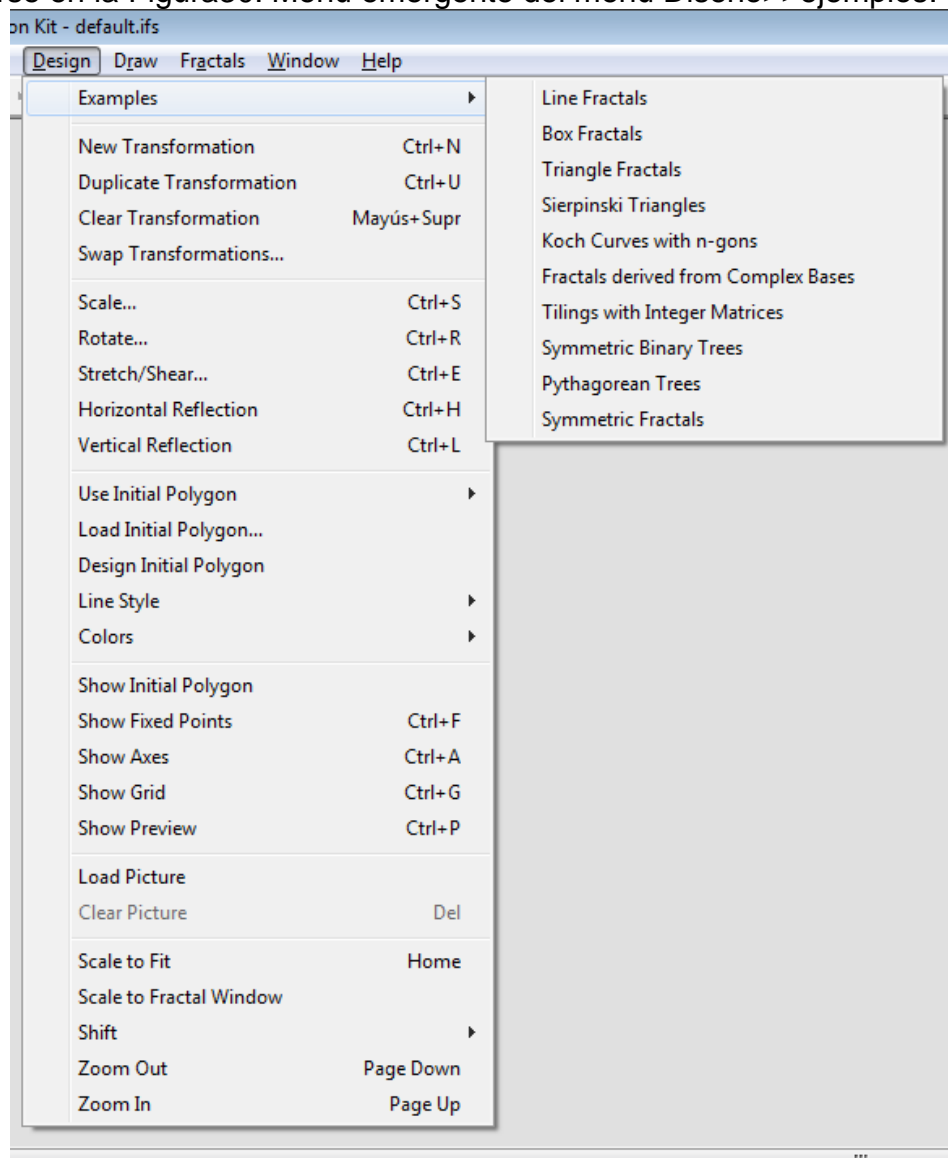 en la Menú emergente del menú Diseño>>ejemplos.
on Kit - default.ifs
Design Draw Fractals Window Help
Examples
New Transformation Ctrl+N
Duplicate Transformation Ctrl+U
Clear Transformation Mayús+Supr
Swap Transformations...
Scale... Ctrl+S
Rotate... Ctrl+R
Stretch/Shear... Ctrl+E
Horizontal Reflection Ctrl+H
Vertical Reflection Ctrl+L
Use Initial Polygon
Load Initial Polygon...
Design Initial Polygon
Line Style
Colors
Show Initial Polygon
Show Fixed Points Ctrl+F
Show Axes Ctrl+A
Show Grid Ctrl+G
Show Preview Ctrl+P
Load Picture
Clear Picture Del
Scale to Fit Home
Scale to Fractal Window
Shift
Zoom Out Page Down
Zoom In Page Up
Line Fractals
Box Fractals
Triangle Fractals
Sierpinski Triangles
Koch Curves with n-gons
Fractals derived from Complex Bases
Tilings with Integer Matrices
Symmetric Binary Trees
Pythagorean Trees
Symmetric Fractals